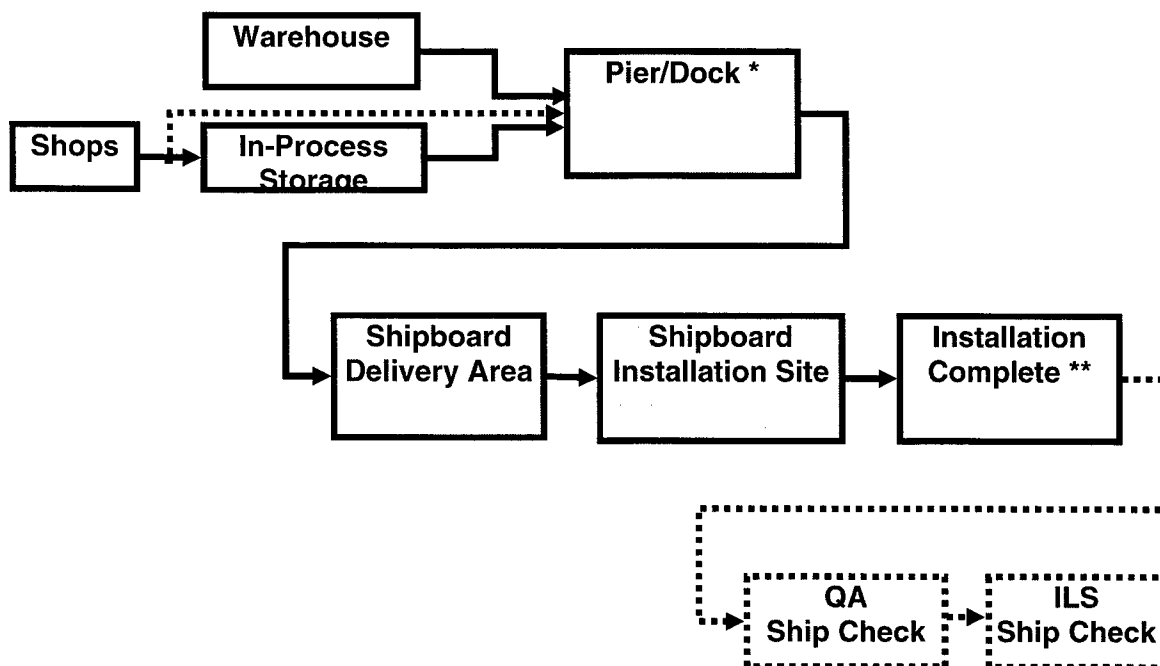 Warehouse
Pier/Dock *
Shops
In-Process
Storage
Shipboard
Delivery Area
Shipboard
Installation Site
Installation
Complete **
QA
Ship Check
ILS
Ship Check